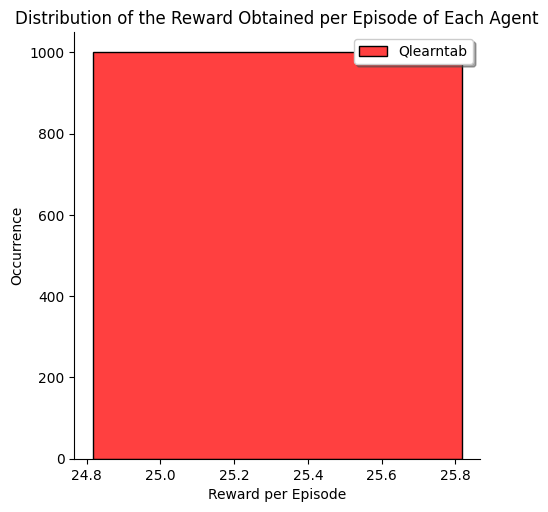 Distribution of the Reward Obtained per Episode of Each Agent
Qlearntab
1000
800
600
400
200
0
Occurrence
24.8 25.0 25.2 25.4 25.6 25.8
Reward per Episode